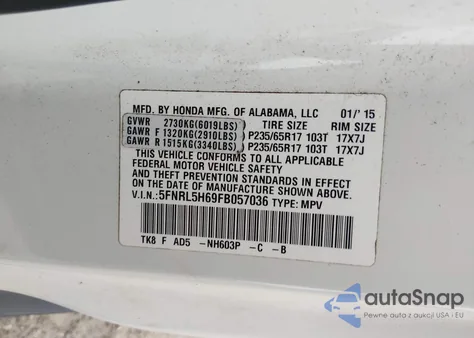 MFD. BY HONDA MFG. OF ALABAMA, LLC 01/'15
GVWR 2730KG(6019LBS) TIRE SIZE RIM SIZE
GAWR F 1320KG(2910LBS) P235/65R17 103T 17X7J
GAWR R 1515KG(3340LBS) P235/65R17 103T 17X7J
THIS VEHICLE CONFORMS TO ALL APPLICABLE
FEDERAL MOTOR VEHICLE SAFETY
AND THEFT PREVENTION STANDARDS IN EFFECT
ON THE DATE OF MANUFACTURE SHOWN ABOVE.
V.I.N.: 5FNRL5H69FB057036 TYPE: MPV
TK8 F AD5 -NH603P -C -B
autoSnap
Pewne auta z USA i EU